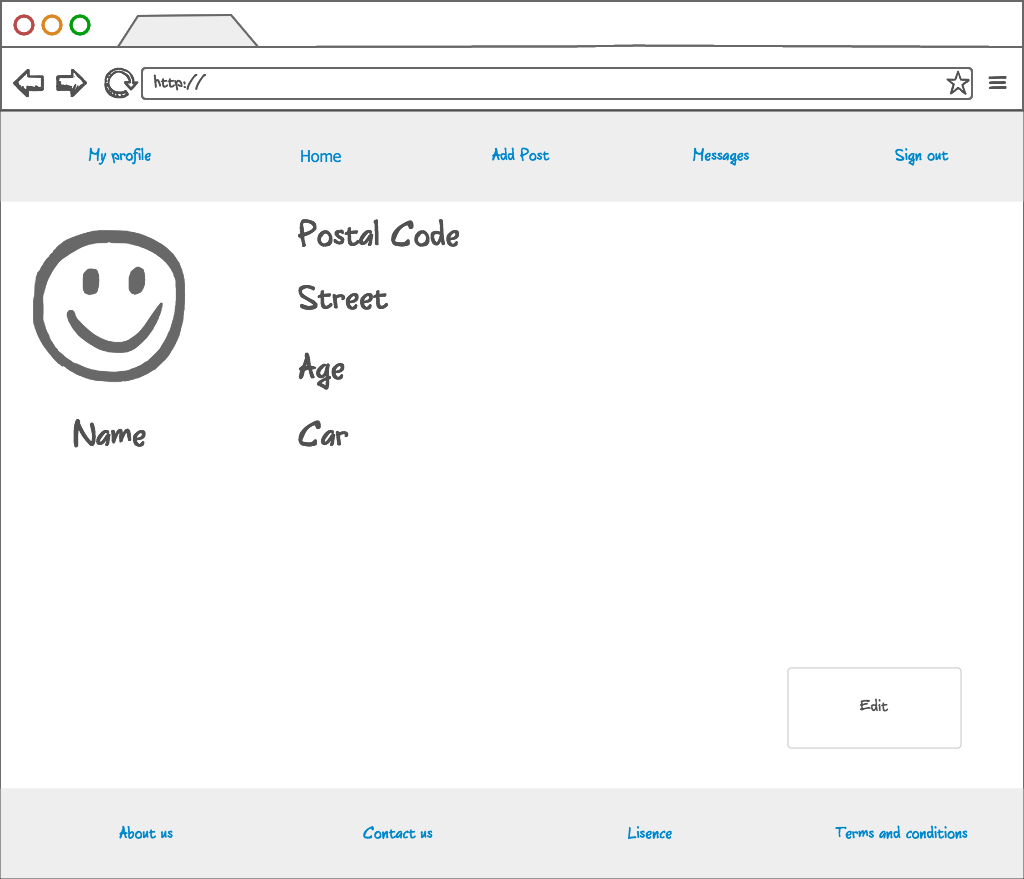 http://
My profile Home Add Post Messages Sign out
Postal Code
Street
Age
Name Car
Edit
About us Contact us Lisence Terms and conditions